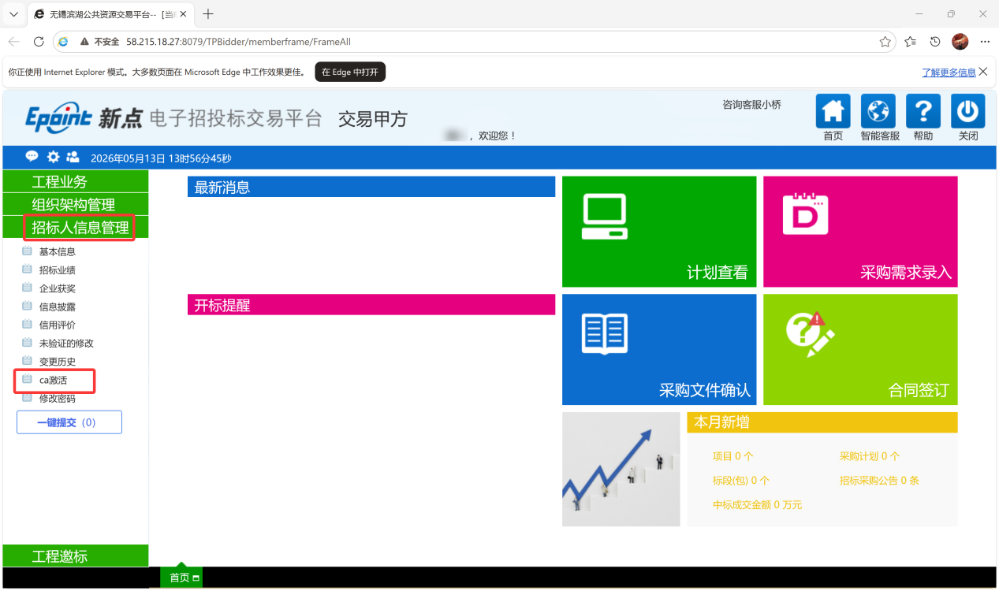 无锡滨湖公共资源交易平台-- [当前
不安全 58.215.18.27:8079/TPBidder/memberframe/FrameAll
你正使用 Internet Explorer 模式。大多数页面在 Microsoft Edge 中工作效果更佳。 在 Edge 中打开 了解更多信息
Epoint 新点 电子招投标交易平台 交易甲方
咨询客服小桥
，欢迎您！
首页 智能客服 帮助 关闭
2026年05月13日 13时56分45秒
工程业务
组织架构管理
招标人信息管理
基本信息
招标业绩
企业获奖
信息披露
信用评价
未验证的修改
变更历史
ca激活
修改密码
一键提交（0）
工程邀标
最新消息
开标提醒
计划查看
采购需求录入
采购文件确认
合同签订
本月新增
项目 0 个 采购计划 0 个
标段(包) 0 个 招标采购公告 0 条
中标成交金额 0 万元
首页